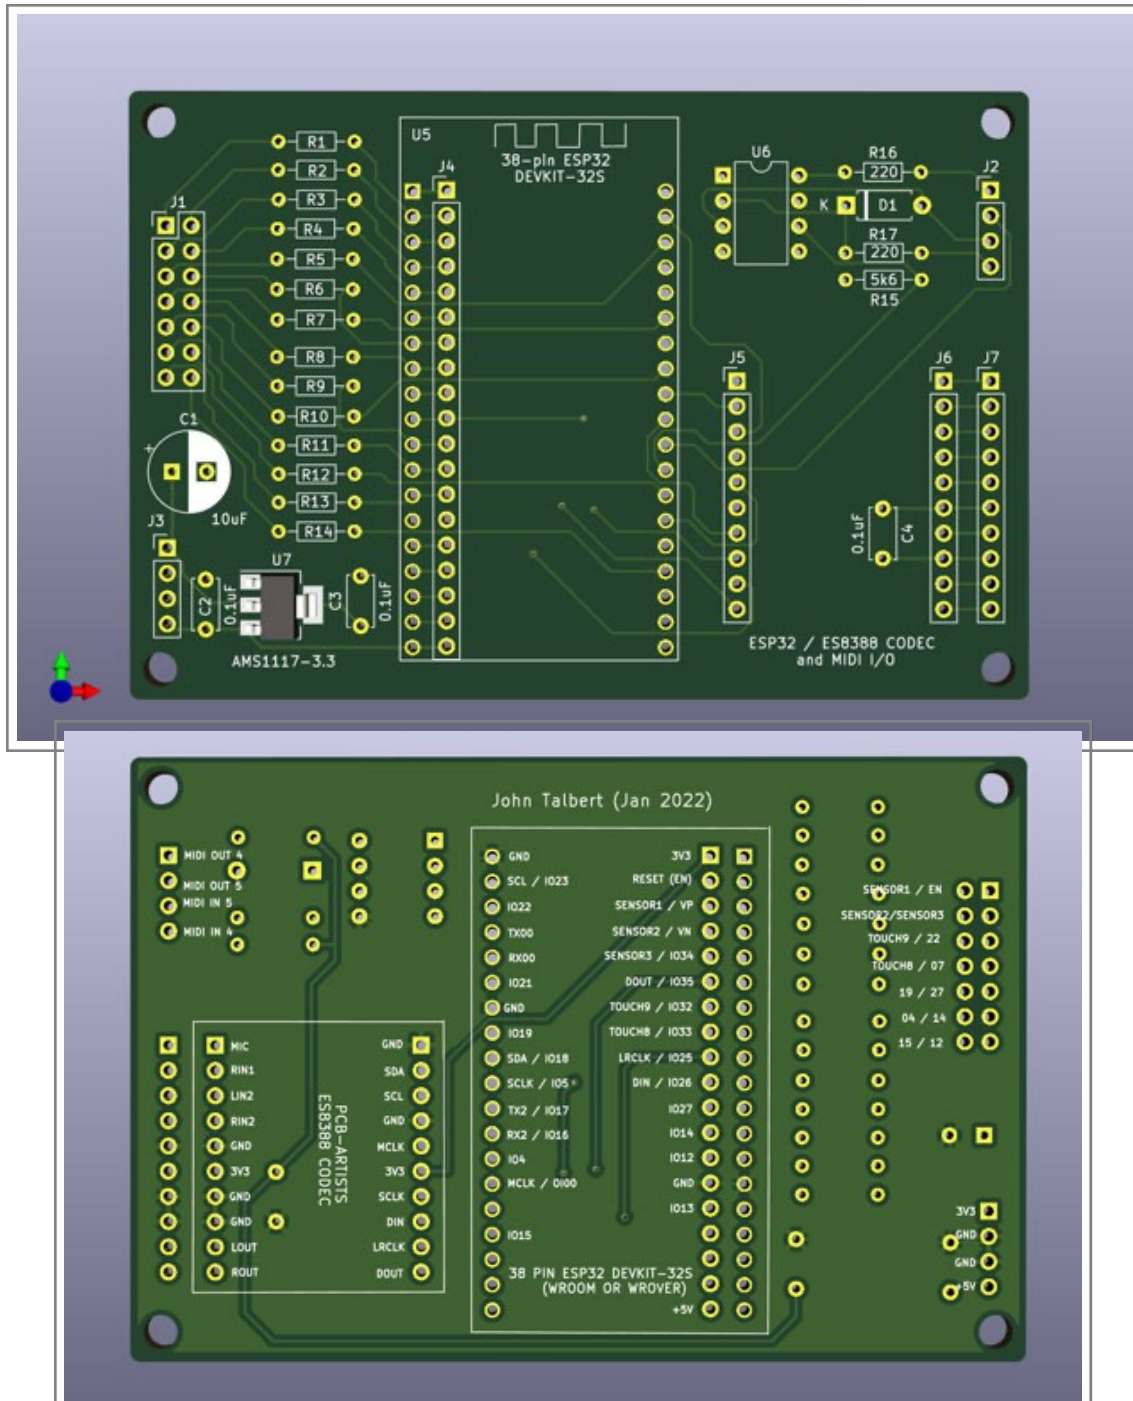 U5
38-pin ESP32
DEVKIT-32S
J4
R1
R2
R3
R4
R5
R6
R7
R8
R9
R10
R11
R12
R13
R14
J1
C1
+
10uF
J3
C2
0.1uF
U7
AMS1117-3.3
C3
0.1uF
U6
R16
220
K
D1
R17
220
5k6
R15
J2
J5
J6
J7
0.1uF
C4
ESP32 / ES8388 CODEC
and MIDI I/O
John Talbert (Jan 2022)
MIDI OUT 4
MIDI OUT 5
MIDI IN 5
MIDI IN 4
GND
SCL / IO23
IO22
TX00
RX00
IO21
GND
IO19
SDA / IO18
SCLK / IO5
TX2 / IO17
RX2 / IO16
IO4
MCLK / OI00
IO15
3V3
RESET (EN)
SENSOR1 / VP
SENSOR2 / VN
SENSOR3 / IO34
DOUT / IO35
TOUCH9 / IO32
TOUCH8 / IO33
LRCLK / IO25
DIN / IO26
IO27
IO14
IO12
GND
IO13
+5V
38 PIN ESP32 DEVKIT-32S
(WROOM OR WROVER)
MIC
RIN1
LIN2
RIN2
GND
3V3
GND
GND
LOUT
ROUT
PCB-ARTISTS
ES8388 CODEC
GND
SDA
SCL
GND
MCLK
3V3
SCLK
DIN
LRCLK
DOUT
SENSOR1 / EN
SENSOR2/SENSOR3
TOUCH9 / 22
TOUCH8 / 07
19 / 27
04 / 14
15 / 12
3V3
GND
GND
+5V